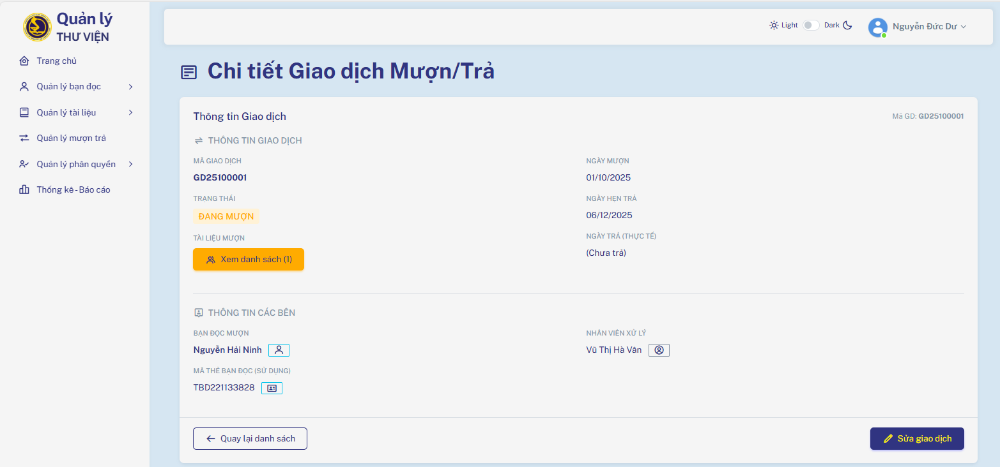 Quản lý
THƯ VIỆN
Trang chủ
Quản lý bạn đọc
Quản lý tài liệu
Quản lý mượn trả
Quản lý phân quyền
Thống kê - Báo cáo
Light Dark Nguyễn Đức Dư
Chi tiết Giao dịch Mượn/Trả
Thông tin Giao dịch Mã GD: GD25100001
THÔNG TIN GIAO DỊCH
MÃ GIAO DỊCH
GD25100001
TRẠNG THÁI
ĐANG MƯỢN
TÀI LIỆU MƯỢN
Xem danh sách (1)
NGÀY MƯỢN
01/10/2025
NGÀY HẸN TRẢ
06/12/2025
NGÀY TRẢ (THỰC TẾ)
(Chưa trả)
THÔNG TIN CÁC BÊN
BẠN ĐỌC MƯỢN
Nguyễn Hải Ninh
MÃ THẺ BẠN ĐỌC (SỬ DỤNG)
TBD221133828
NHÂN VIÊN XỬ LÝ
Vũ Thị Hà Vân
Quay lại danh sách
Sửa giao dịch